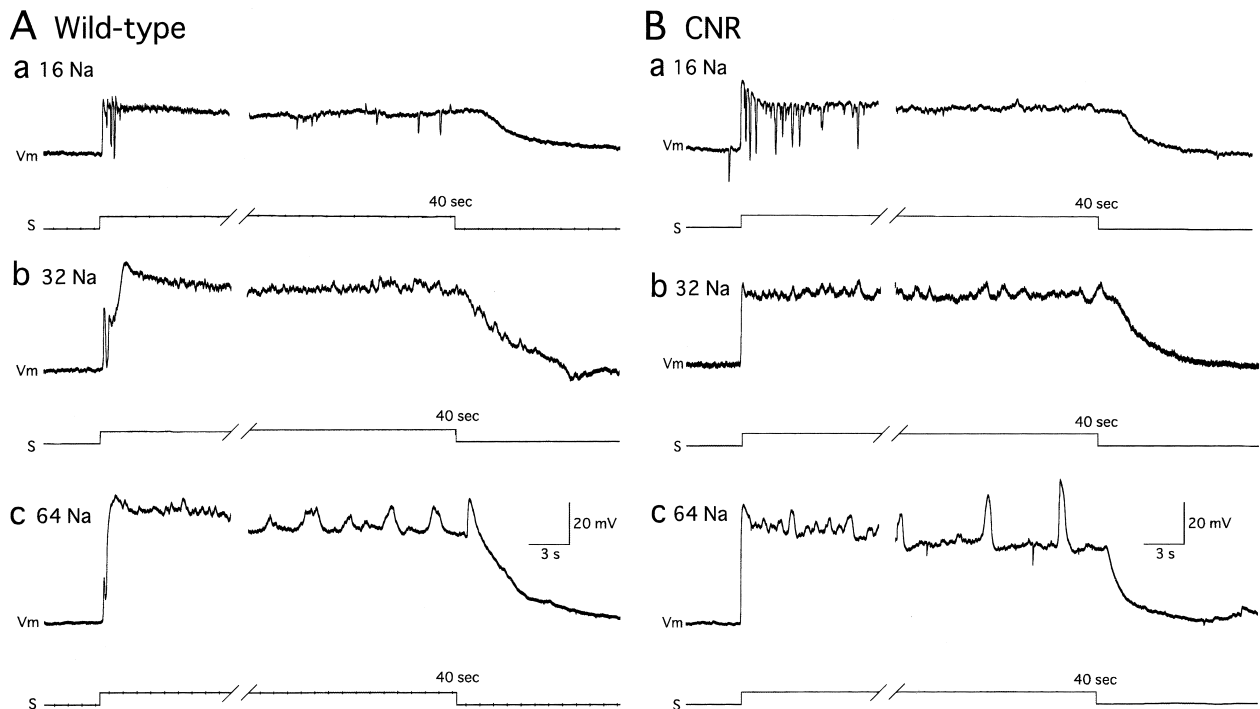 A Wild-type
a 16 Na
Vm
40 sec
S
b 32 Na
Vm
40 sec
S
c 64 Na
20 mV
3 s
Vm
40 sec
S
B CNR
a 16 Na
Vm
40 sec
S
b 32 Na
Vm
40 sec
S
c 64 Na
20 mV
3 s
Vm
40 sec
S